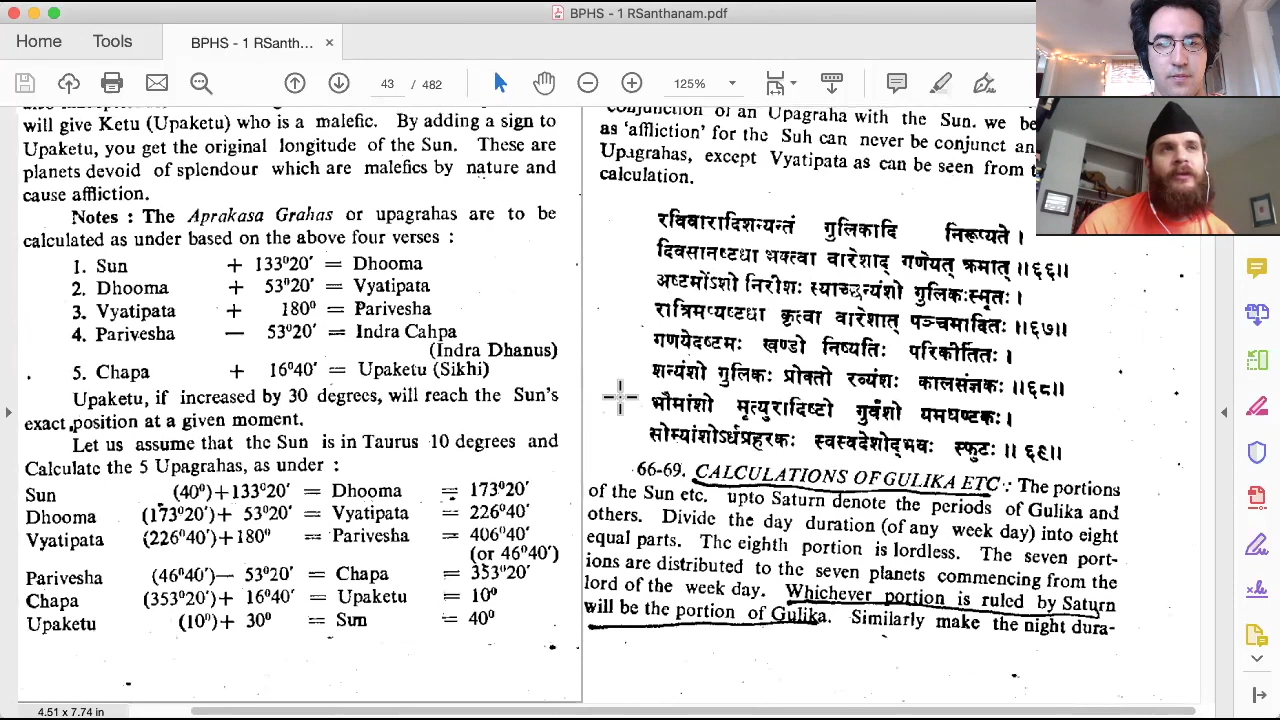 BPHS - 1 RSanthanam.pdf
Home Tools BPHS - 1 RSanth... ×
43 125%
will give Ketu (Upaketu) who is a malefic. By adding a sign to
Upaketu, you get the original longitude of the Sun. These are
planets devoid of splendour which are malefics by nature and
cause affliction.
Notes : The Aprakasa Grahas or upagrahas are to be
calculated as under based on the above four verses :
1. Sun + 133°20′ = Dhooma
2. Dhooma + 53°20′ = Vyatipata
3. Vyatipata + 180° = Parivesha
4. Parivesha — 53°20′ = Indra Cahpa
(Indra Dhanus)
5. Chapa + 16°40′ = Upaketu (Sikhi)
Upaketu, if increased by 30 degrees, will reach the Sun's
exact position at a given moment.
Let us assume that the Sun is in Taurus 10 degrees and
Calculate the 5 Upagrahas, as under :
Sun (40°)+133°20′ = Dhooma = 173°20′
Dhooma (173°20′)+ 53°20′ = Vyatipata = 226°40′
Vyatipata (226°40′)+180° = Parivesha = 406°40′
(or 46°40′)
Parivesha (46°40′)— 53°20′ = Chapa = 353°20′
Chapa (353°20′)+ 16°40′ = Upaketu = 10°
Upaketu (10°)+ 30° = Sun = 40°
conjunction of an Upagraha with the Sun. we be
as 'affliction' for the Suh can never be conjunct an
Upagrahas, except Vyatipata as can be seen from t
calculation.
रविवारादिशन्यन्तं गुलिकादि निरूप्यते ।
दिवसानष्टधा भक्त्वा वारेशाद् गणयेत् क्रमात् ॥६६॥
अष्टमोंऽशो निरीशः स्याच्छन्यंशो गुलिकःस्मृतः ।
रात्रिमप्यष्टधा कृत्वा वारेशात् पञ्चमादितः ॥६७॥
गणयेदष्टमः खण्डो निष्पतिः परिकीर्तितः ।
शन्यंशो गुलिकः प्रोक्तो रव्यंशः कालसंज्ञकः ॥६८॥
भौमांशो मृत्युरादिष्टो गुर्वंशो यमघण्टकः ।
सोम्यांशोऽर्धप्रहरकः स्वस्वदेशोद्भवः स्फुटः ॥ ६९॥
66-69. CALCULATIONS OF GULIKA ETC : The portions
of the Sun etc. upto Saturn denote the periods of Gulika and
others. Divide the day duration (of any week day) into eight
equal parts. The eighth portion is lordless. The seven port-
ions are distributed to the seven planets commencing from the
lord of the week day. Whichever portion is ruled by Saturn
will be the portion of Gulika. Similarly make the night dura-
4.51 x 7.74 in